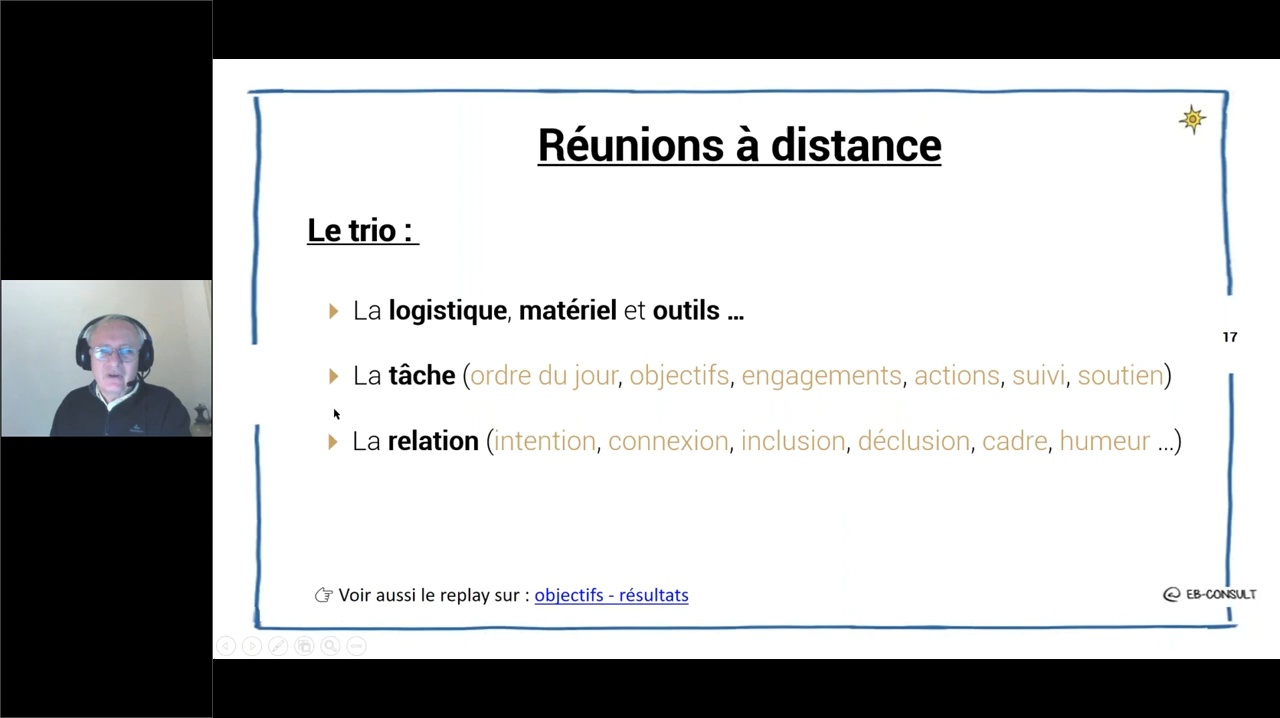 Réunions à distance
Le trio :
La logistique, matériel et outils ...
17
La tâche (ordre du jour, objectifs, engagements, actions, suivi, soutien)
La relation (intention, connexion, inclusion, déclusion, cadre, humeur ...)
Voir aussi le replay sur : objectifs - résultats
@ EB-CONSULT